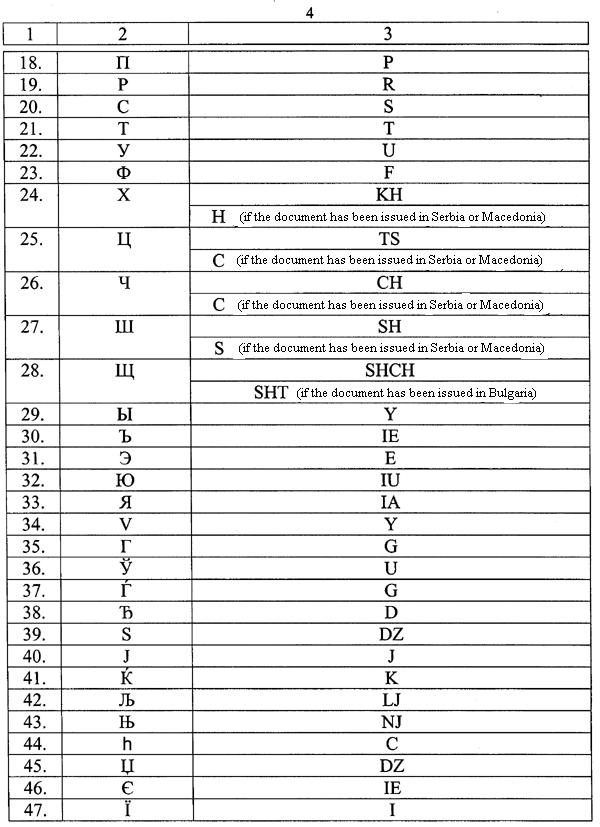 4
1 2 3
18. П P
19. Р R
20. С S
21. Т T
22. У U
23. Ф F
24. Х KH
H (if the document has been issued in Serbia or Macedonia)
25. Ц TS
C (if the document has been issued in Serbia or Macedonia)
26. Ч CH
C (if the document has been issued in Serbia or Macedonia)
27. Ш SH
S (if the document has been issued in Serbia or Macedonia)
28. Щ SHCH
SHT (if the document has been issued in Bulgaria)
29. Ы Y
30. Ъ IE
31. Э E
32. Ю IU
33. Я IA
34. V Y
35. Г G
36. Ў U
37. Ѓ G
38. Ђ D
39. Ѕ DZ
40. Ј J
41. Ќ K
42. Љ LJ
43. Њ NJ
44. h C
45. Џ DZ
46. Є IE
47. Ї I